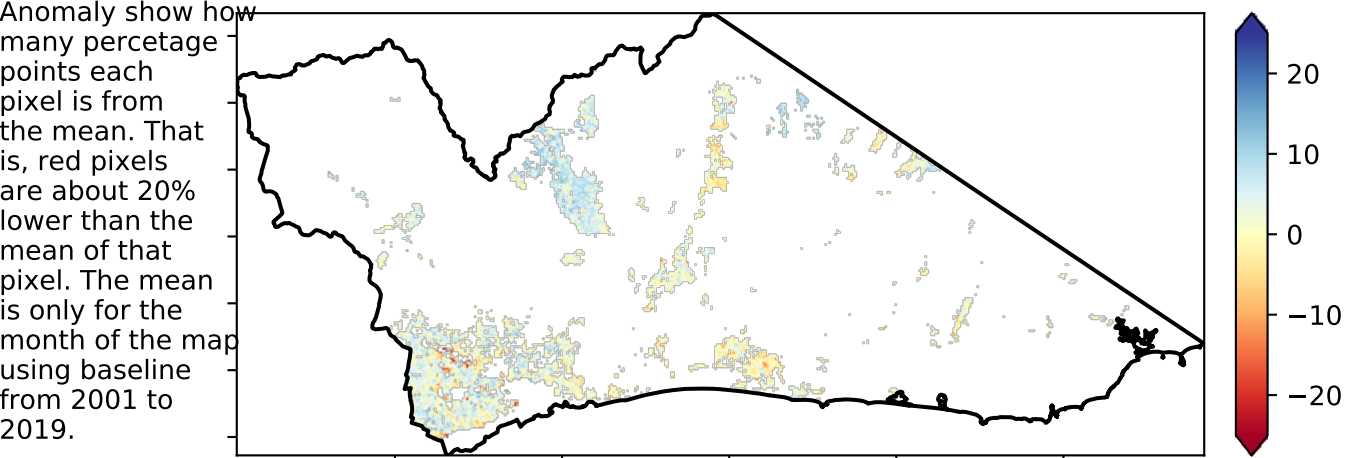 Anomaly show how
many percetage
points each
pixel is from
the mean. That
is, red pixels
are about 20%
lower than the
mean of that
pixel. The mean
is only for the
month of the map
using baseline
from 2001 to
2019.
20
10
0
−10
−20